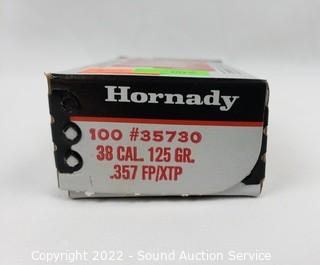 Hornady
100 #35730
38 CAL. 125 GR.
.357 FP/XTP
Copyright 2022 - Sound Auction Service